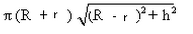 π(R + r)√(R - r)²+h²